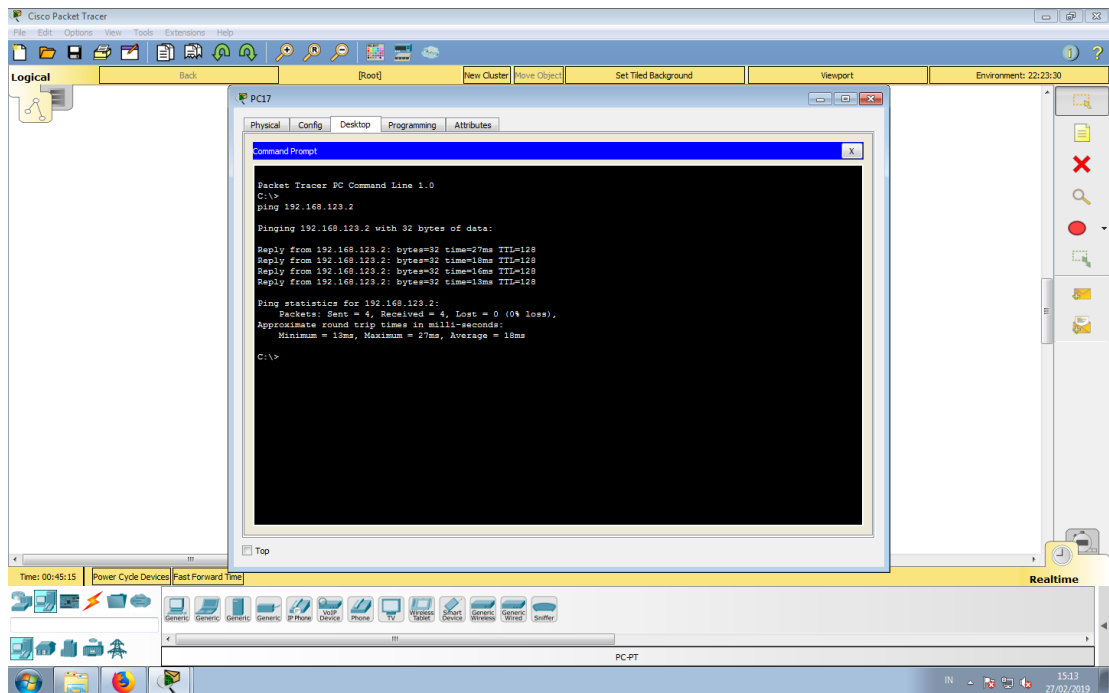 Cisco Packet Tracer
File Edit Options View Tools Extensions Help
Logical
Back
[Root]
New Cluster
Move Object
Set Tiled Background
Viewport
Environment: 22:23:30
PC17
Physical Config Desktop Programming Attributes
Command Prompt
X
Packet Tracer PC Command Line 1.0
C:\>
ping 192.168.123.2
Pinging 192.168.123.2 with 32 bytes of data:
Reply from 192.168.123.2: bytes=32 time=27ms TTL=128
Reply from 192.168.123.2: bytes=32 time=18ms TTL=128
Reply from 192.168.123.2: bytes=32 time=16ms TTL=128
Reply from 192.168.123.2: bytes=32 time=13ms TTL=128
Ping statistics for 192.168.123.2:
Packets: Sent = 4, Received = 4, Lost = 0 (0% loss),
Approximate round trip times in milli-seconds:
Minimum = 13ms, Maximum = 27ms, Average = 18ms
C:\>
Top
Time: 00:45:15
Power Cycle Devices
Fast Forward Time
Realtime
Generic Generic Generic Generic IP Phone VoIP Device Phone TV Wireless Tablet Smart Device Generic Wireless Generic Wired Sniffer
PC-PT
IN
15:13
27/02/2019